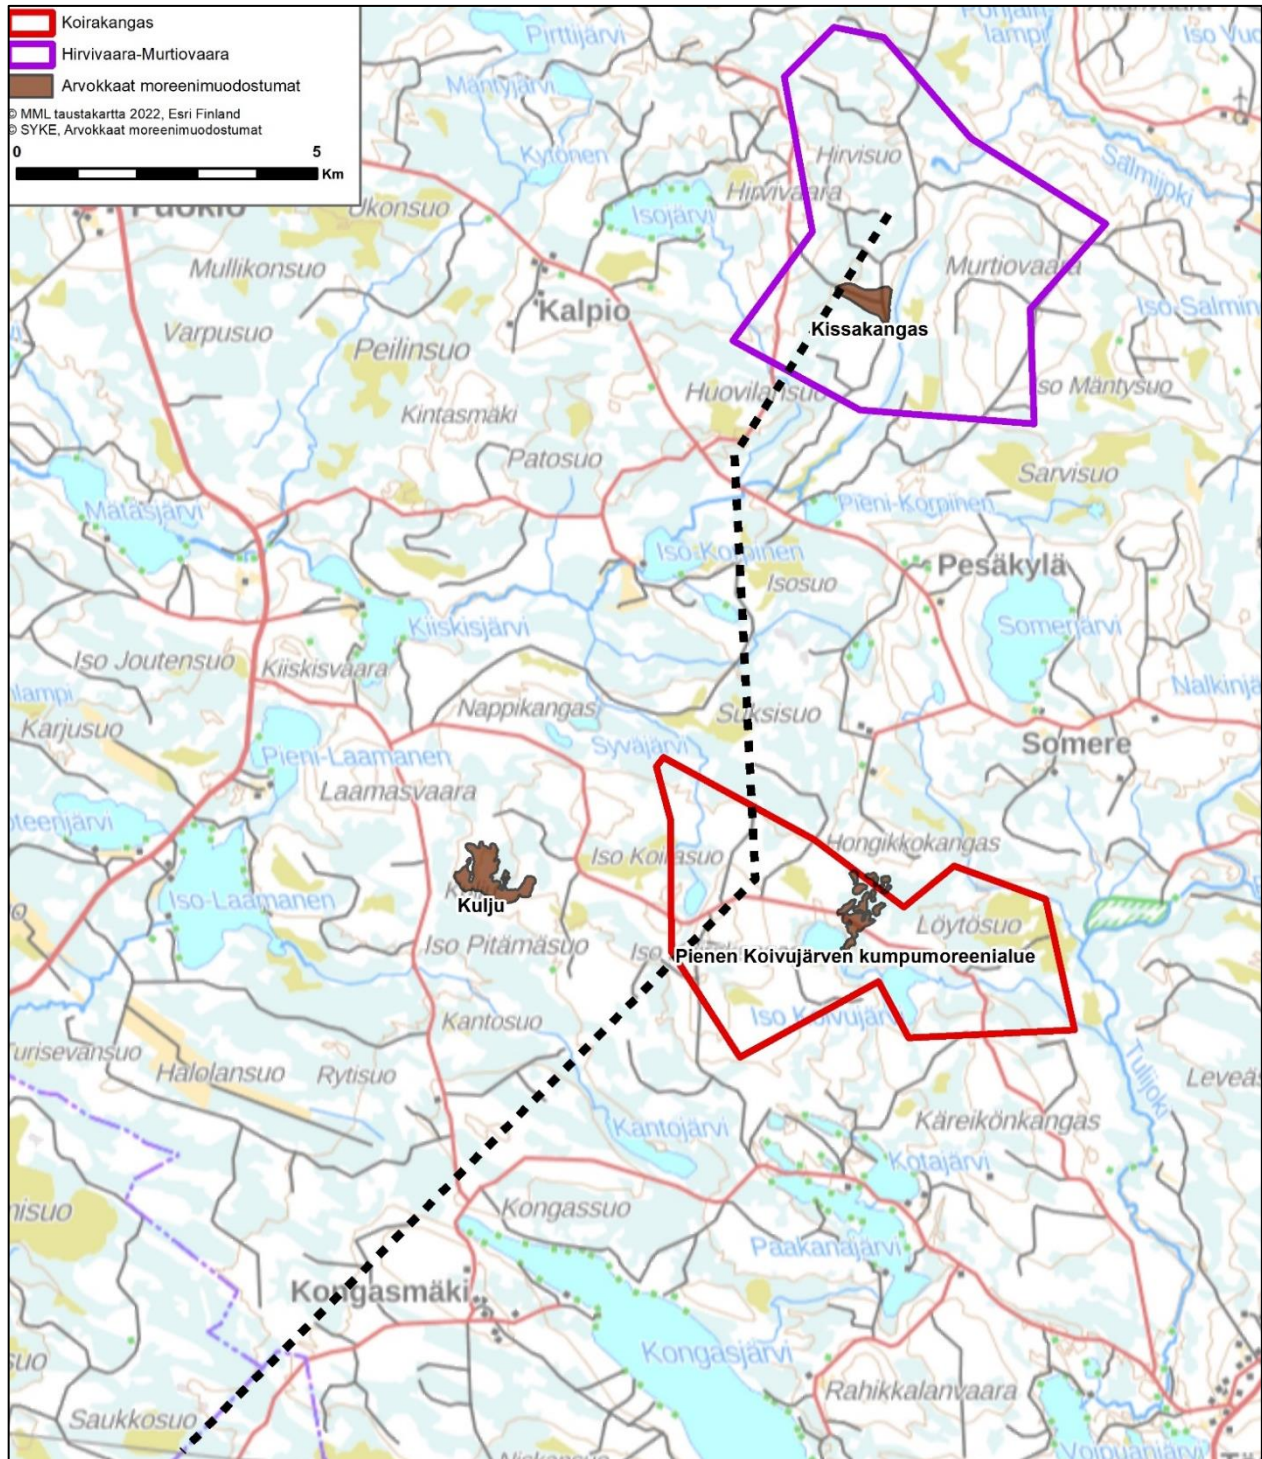 Koirakangas
Hirvivaara-Murtiovaara
Arvokkaat moreenimuodostumat
© MML taustakartta 2022, Esri Finland
© SYKE, Arvokkaat moreenimuodostumat
0 5
Km
Pirttijärvi
Mäntyjärvi
Kytönen
Salmijoki
Hirvisuo
Hirvivaara
Isojärvi
Ukonsuo
Mullikonsuo
Murtiovaara
Kalpio
Kissakangas
Varpusuo
Peilinsuo
Huovilansuo
Iso Mäntysuo
Kintasmäki
Patosuo
Sarvisuo
Mätäsjärvi
Pieni-Korpinen
Iso-Korpinen
Pesäkylä
Isosuo
Kiiskisjärvi
Somerjärvi
Iso Joutensuo
Kiiskisvaara
Nappikangas
Suksisuo
Karjusuo
Syväjärvi
Somere
Pieni-Laamanen
Laamasvaara
Iso Koirasuo
Hongikkokangas
Iso-Laamanen
Kulju
Löytösuo
Iso Pitämäsuo
Pienen Koivujärven kumpumoreenialue
Iso Koivujärvi
Kantosuo
Halolansuo
Rytisuo
Tulijoki
Kantojärvi
Käreikönkangas
Kotajärvi
Kongassuo
Paakanajärvi
Kongasmäki
Kongasjärvi
Rahikkalanvaara
Saukkosuo